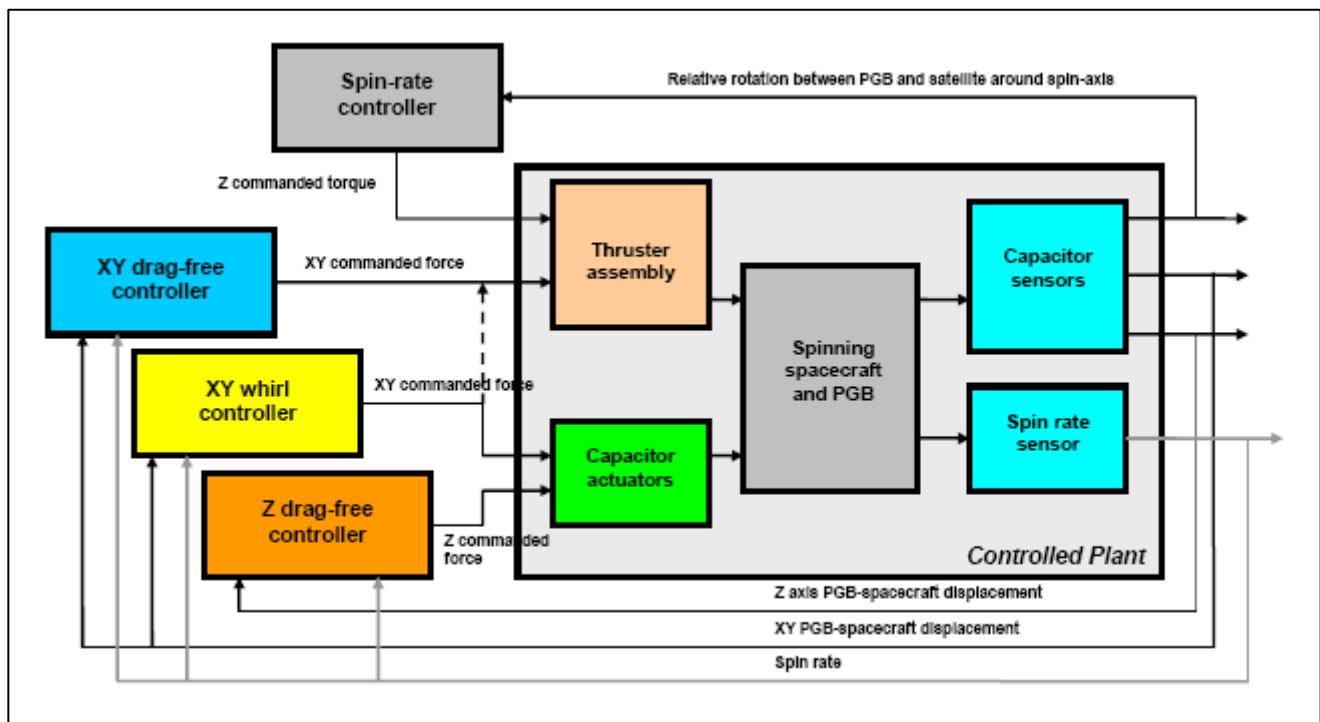 Spin-rate
controller
Relative rotation between PGB and satellite around spin-axis
Z commanded torque
XY drag-free
controller
XY commanded force
Thruster
assembly
Capacitor
sensors
Spinning
spacecraft
and PGB
XY whirl
controller
XY commanded force
Capacitor
actuators
Spin rate
sensor
Z drag-free
controller
Z commanded
force
Controlled Plant
Z axis PGB-spacecraft displacement
XY PGB-spacecraft displacement
Spin rate